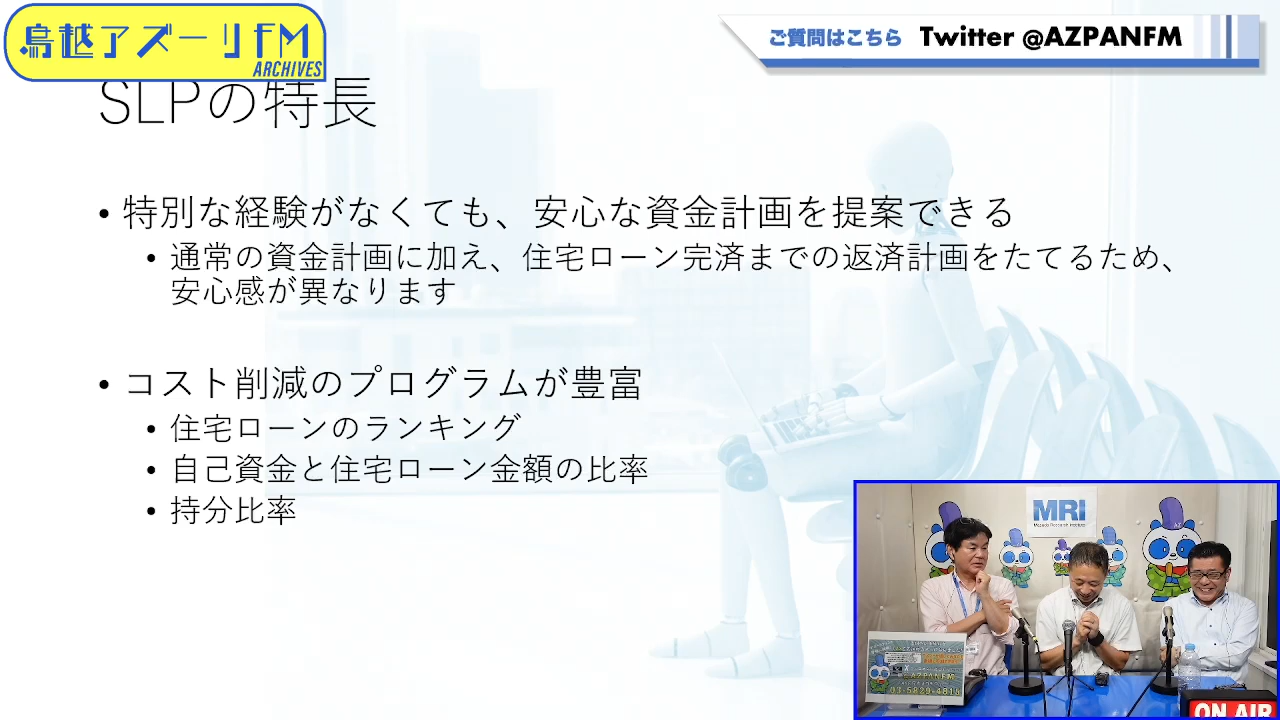 鳥越アズーリFM
ARCHIVES
ご質問はこちら Twitter @AZPANFM
SLPの特長
• 特別な経験がなくても、安心な資金計画を提案できる
• 通常の資金計画に加え、住宅ローン完済までの返済計画をたてるため、
安心感が異なります
• コスト削減のプログラムが豊富
• 住宅ローンのランキング
• 自己資金と住宅ローン金額の比率
• 持分比率
MRI
AZPANFM
03-5829-4818
ON AIR